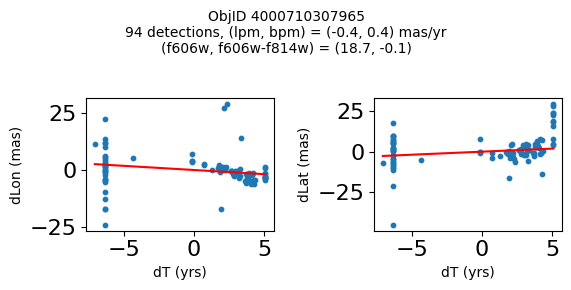 ObjID 4000710307965
94 detections, (lpm, bpm) = (-0.4, 0.4) mas/yr
(f606w, f606w-f814w) = (18.7, -0.1)
dLon (mas)
25
0
−25
−5
0
5
dT (yrs)
dLat (mas)
25
0
−25
−5
0
5
dT (yrs)